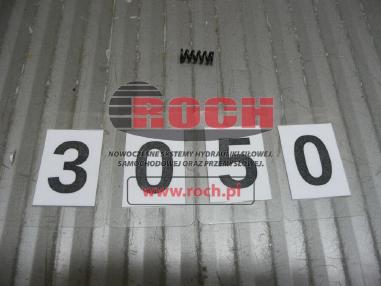 ROCH
NOWOCZESNE SYSTEMY HYDRAULIKI SIŁOWEJ,
SAMOCHODOWEJ ORAZ PRZEMYSŁOWEJ.
3 0 5 0
www.roch.pl